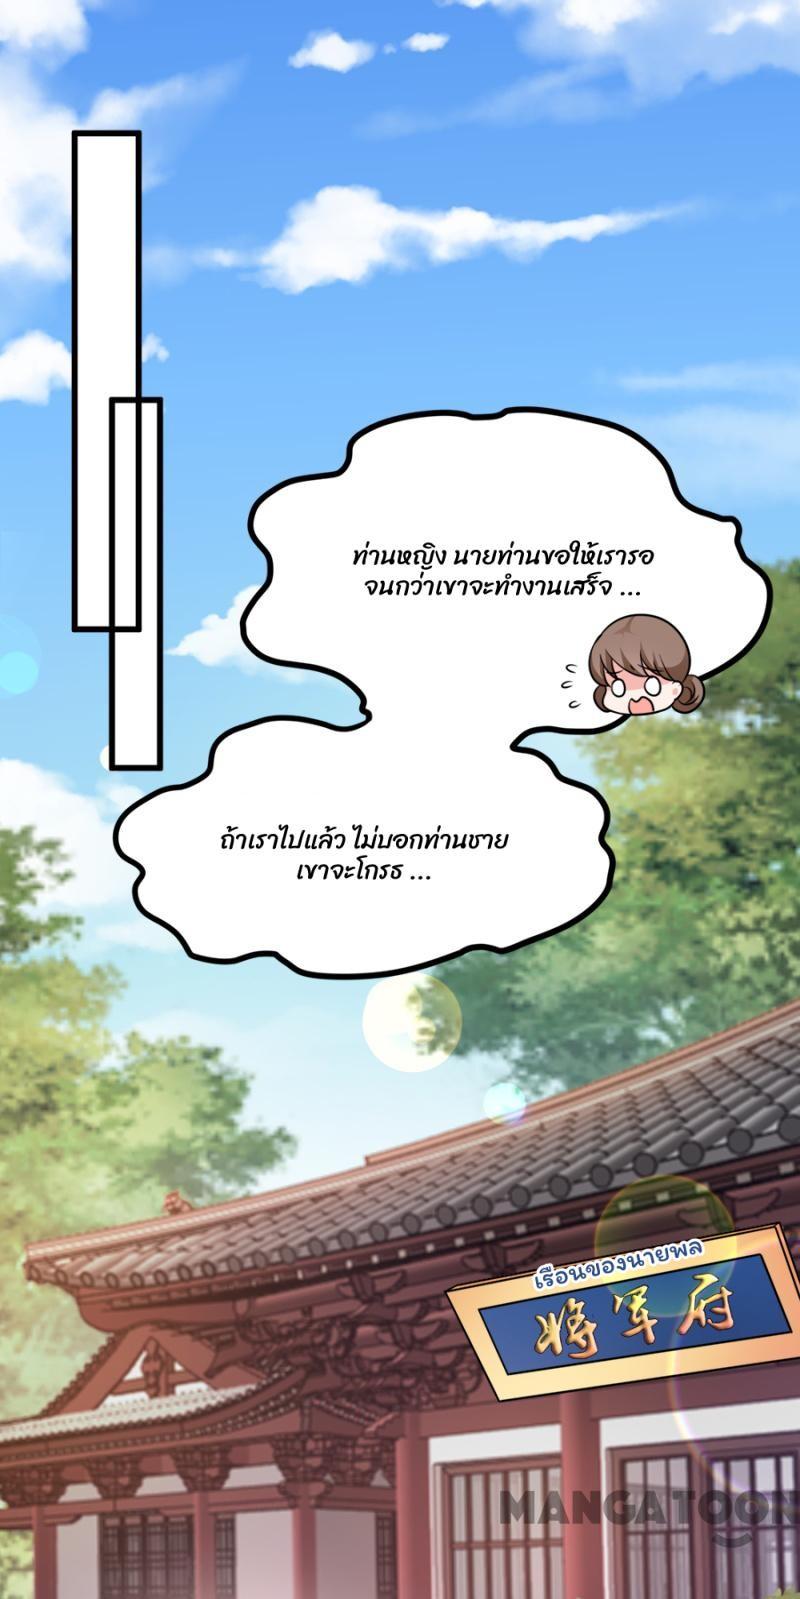 ท่านหญิง นายท่านขอให้เรารอ
จนกว่าเขาจะทำงานเสร็จ ...
ถ้าเราไปแล้ว ไม่บอกท่านชาย
เขาจะโกรธ ...
เรือนของนายพล
将军府
MANGATOON